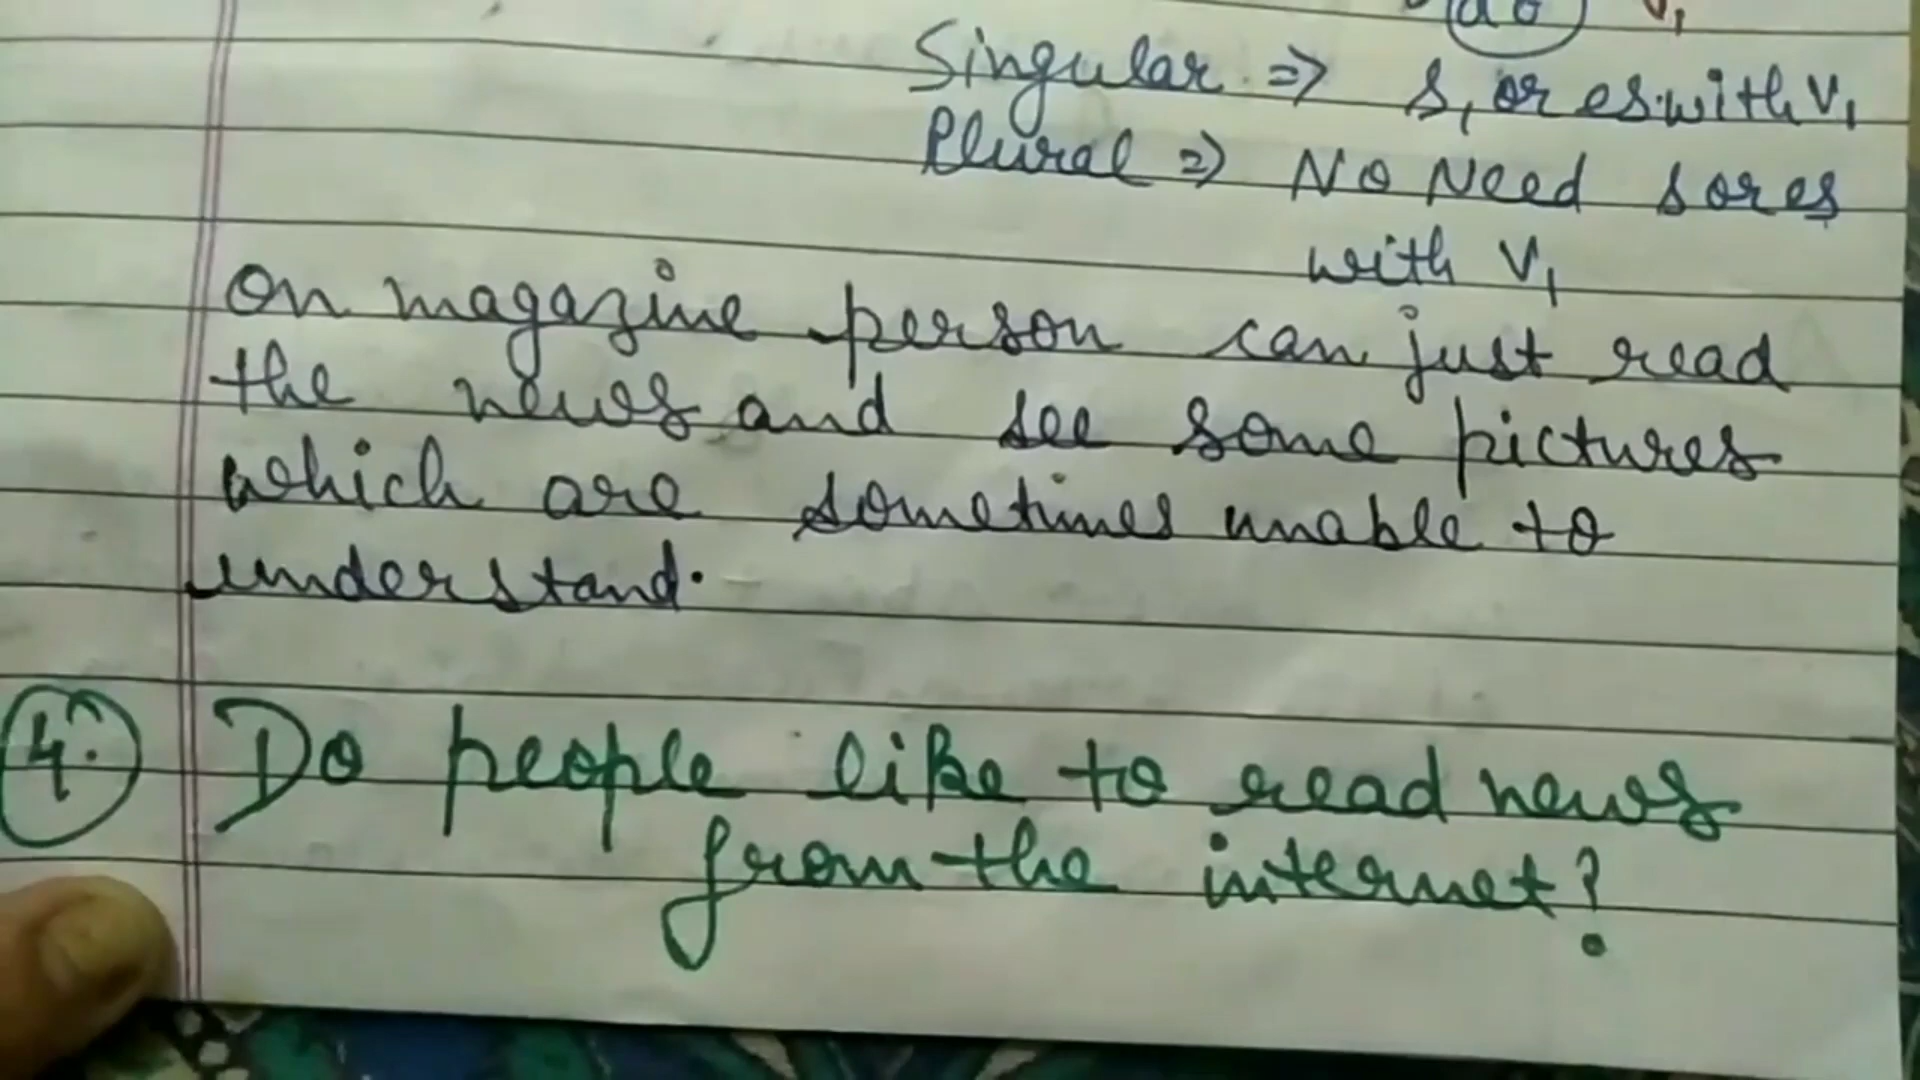 do V1
Singular => s, or es with V1
Plural => No Need s or es
with V1
on magazine person can just read
the news and see some pictures
which are sometimes unable to
understand.
4. Do people like to read news
from the internet?